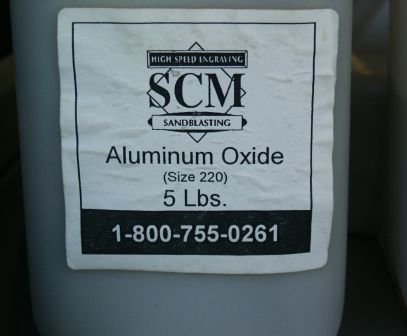 HIGH SPEED ENGRAVING
SCM
SANDBLASTING
Aluminum Oxide
(Size 220)
5 Lbs.
1-800-755-0261